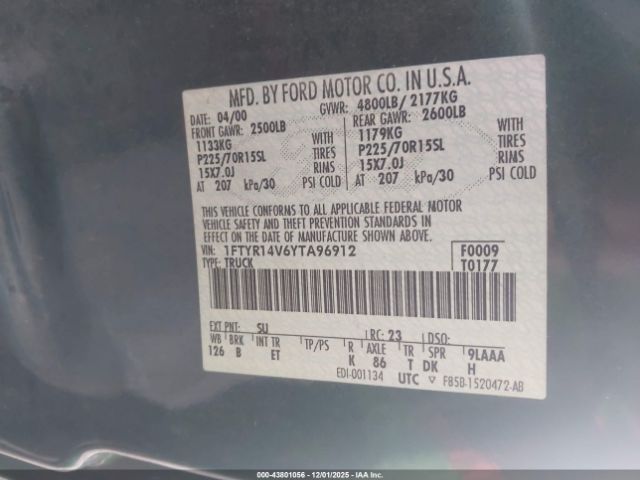 MFD. BY FORD MOTOR CO. IN U.S.A.
DATE: 04/00 GVWR: 4800LB/ 2177KG
FRONT GAWR: 2500LB REAR GAWR: 2600LB
1133KG WITH 1179KG WITH
P225/70R15SL TIRES P225/70R15SL TIRES
15X7.0J RIMS 15X7.0J RIMS
AT 207 kPa/30 PSI COLD AT 207 kPa/30 PSI COLD
THIS VEHICLE CONFORMS TO ALL APPLICABLE FEDERAL MOTOR
VEHICLE SAFETY AND THEFT PREVENTION STANDARDS IN
EFFECT ON THE DATE OF MANUFACTURE SHOWN ABOVE.
VIN: 1FTYR14V6YTA96912 F0009
TYPE: TRUCK T0177
EXT PNT: SU RC: 23 DSO:
WB BRK INT TR TP/PS R AXLE TR SPR 9LAAA
126 B ET K 86 T DK H
EDI-001134 UTC ▽ F85B-1520472-AB
000-43801056 - 12/01/2025 - IAA Inc.